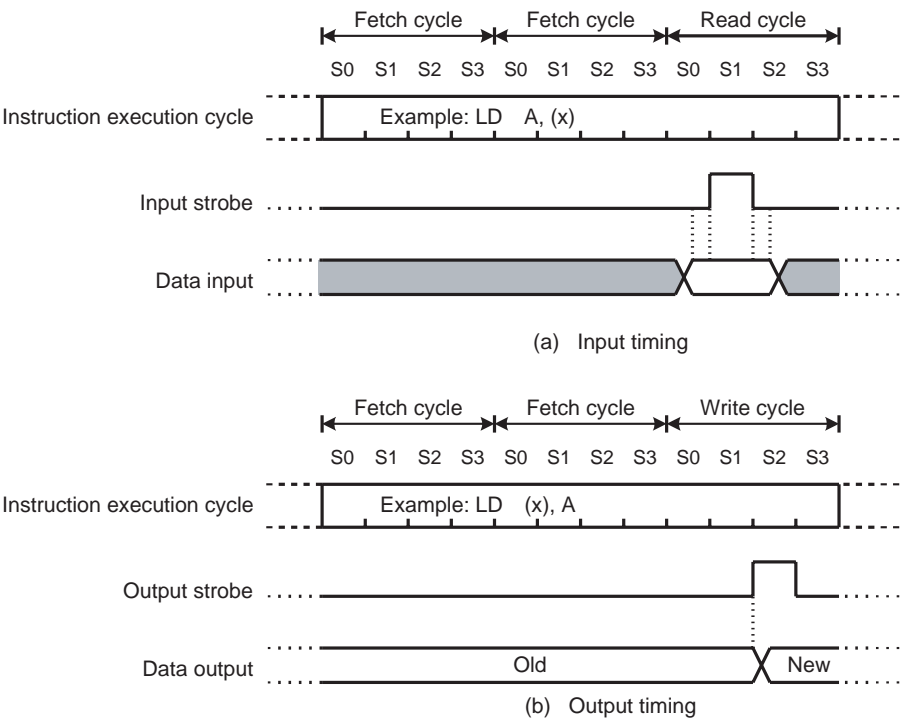 Fetch cycle Fetch cycle Read cycle
S0 S1 S2 S3 S0 S1 S2 S3 S0 S1 S2 S3
Instruction execution cycle Example: LD A, (x)
Input strobe
Data input
(a) Input timing
Fetch cycle Fetch cycle Write cycle
S0 S1 S2 S3 S0 S1 S2 S3 S0 S1 S2 S3
Instruction execution cycle Example: LD (x), A
Output strobe
Data output Old New
(b) Output timing